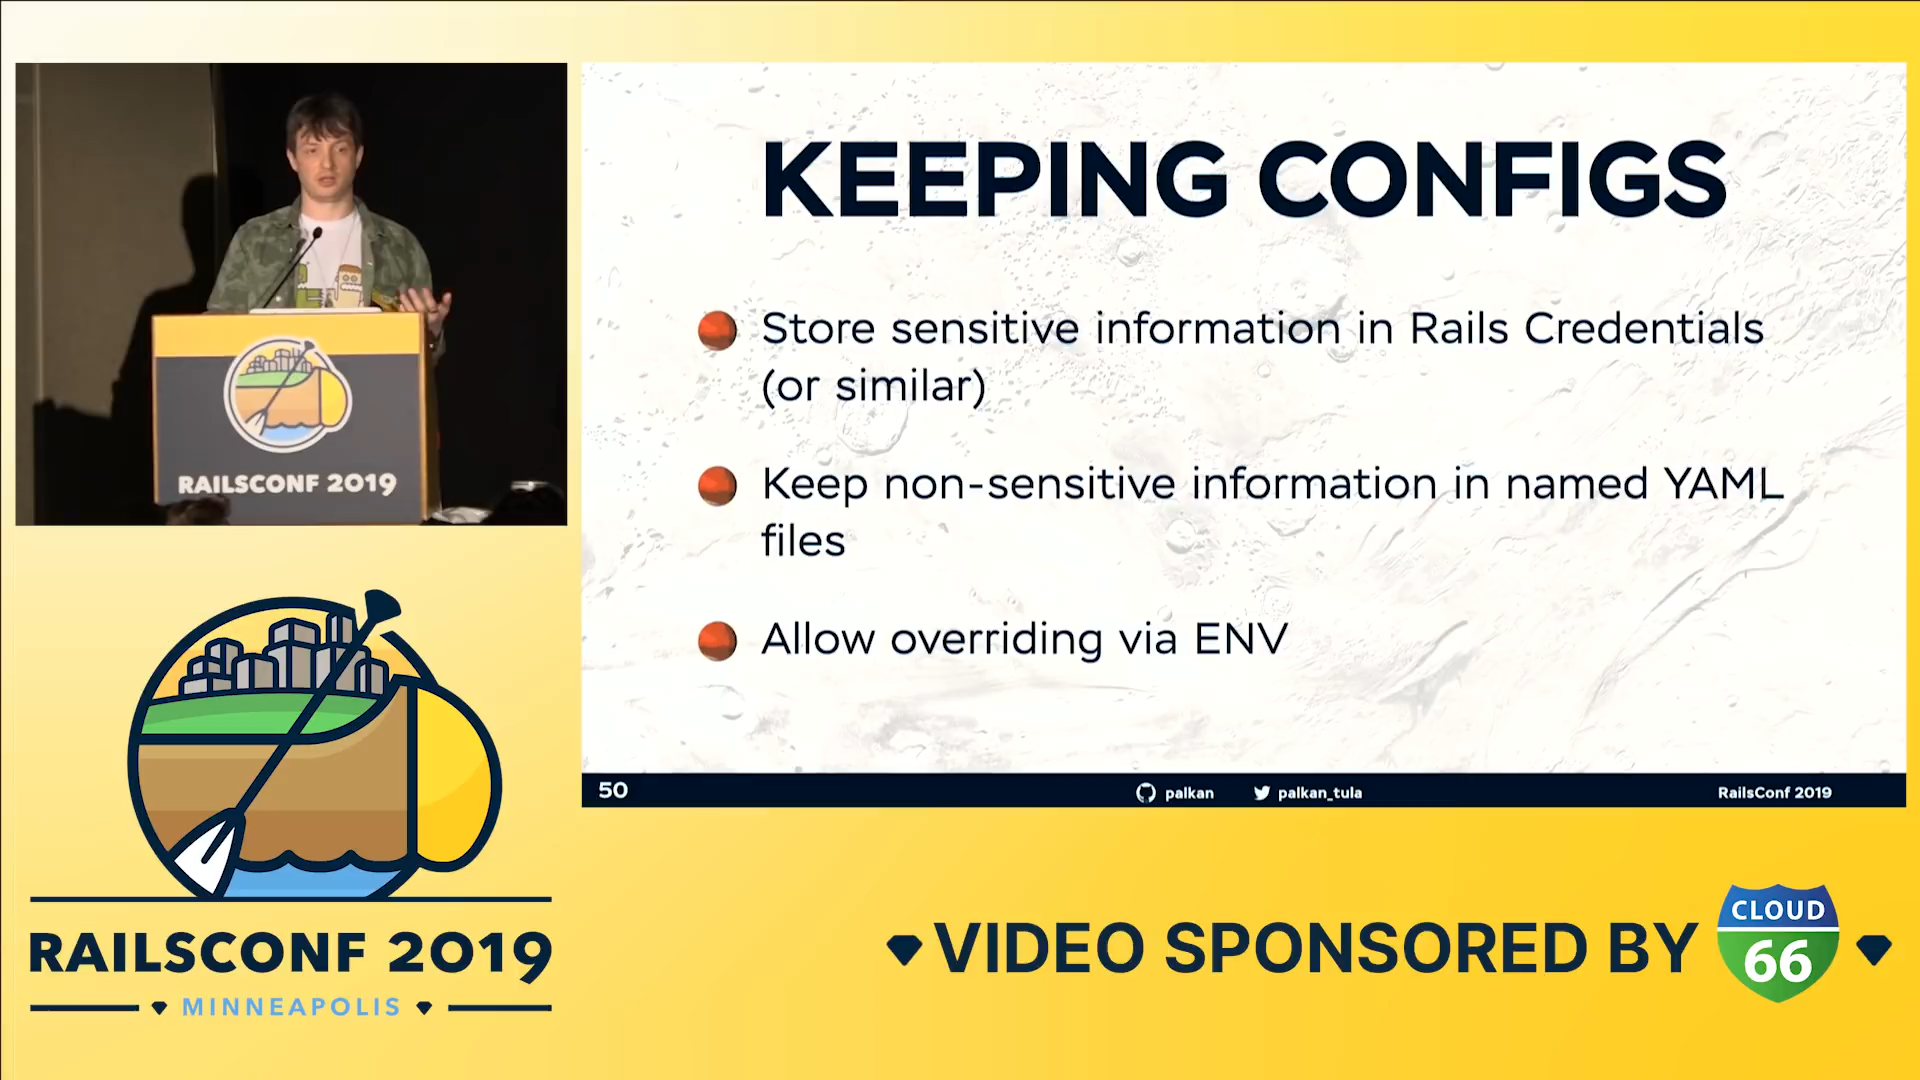 KEEPING CONFIGS
Store sensitive information in Rails Credentials
(or similar)
Keep non-sensitive information in named YAML
files
Allow overriding via ENV
50
palkan
palkan_tula
RailsConf 2019
RAILSCONF 2019
RAILSCONF 2019
MINNEAPOLIS
VIDEO SPONSORED BY
CLOUD
66